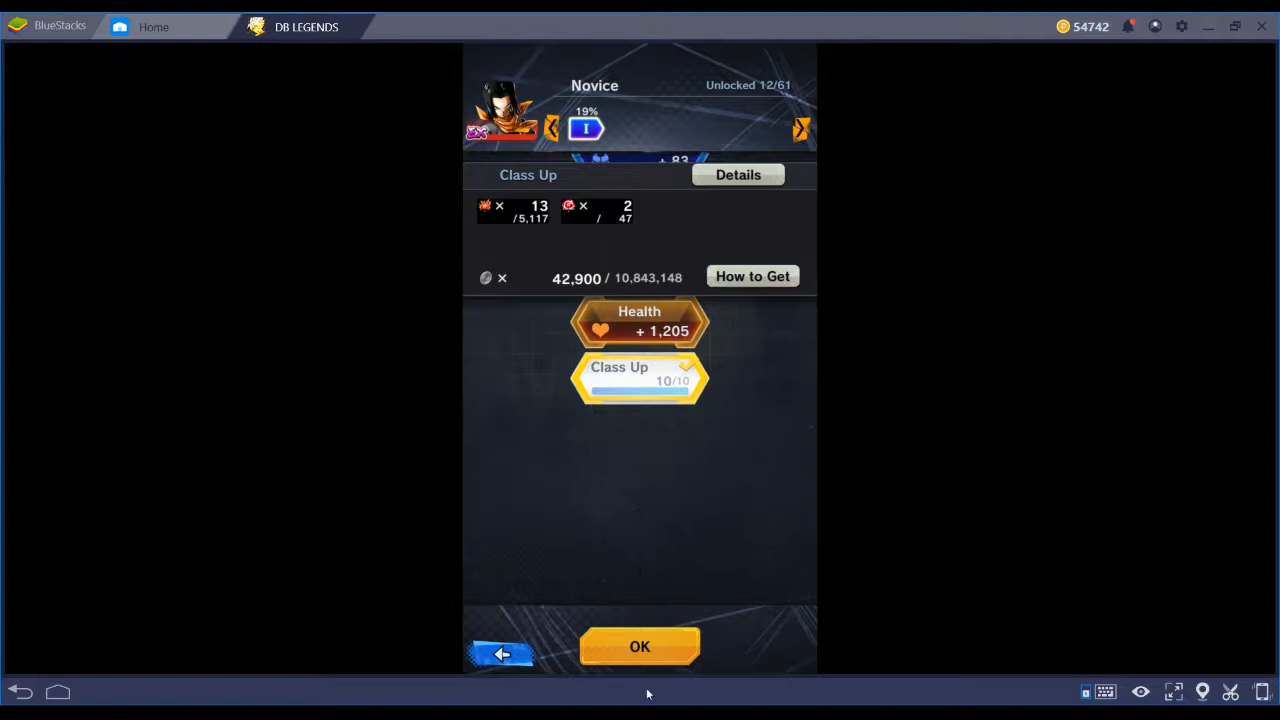 BlueStacks
Home
DB LEGENDS
54742
Novice
Unlocked 12/61
19%
I
EX
+ 83
Class Up
Details
× 13
/5,117
× 2
/ 47
× 42,900 / 10,843,148
How to Get
Health
+ 1,205
Class Up
10/10
OK